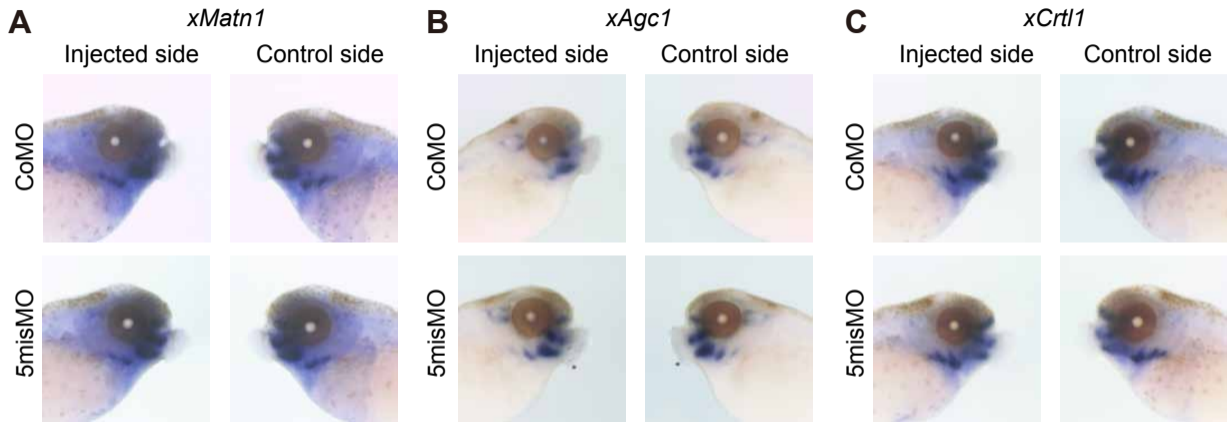 A
xMatn1
Injected side Control side
CoMO
5misMO
B
xAgc1
Injected side Control side
CoMO
5misMO
C
xCrtl1
Injected side Control side
CoMO
5misMO